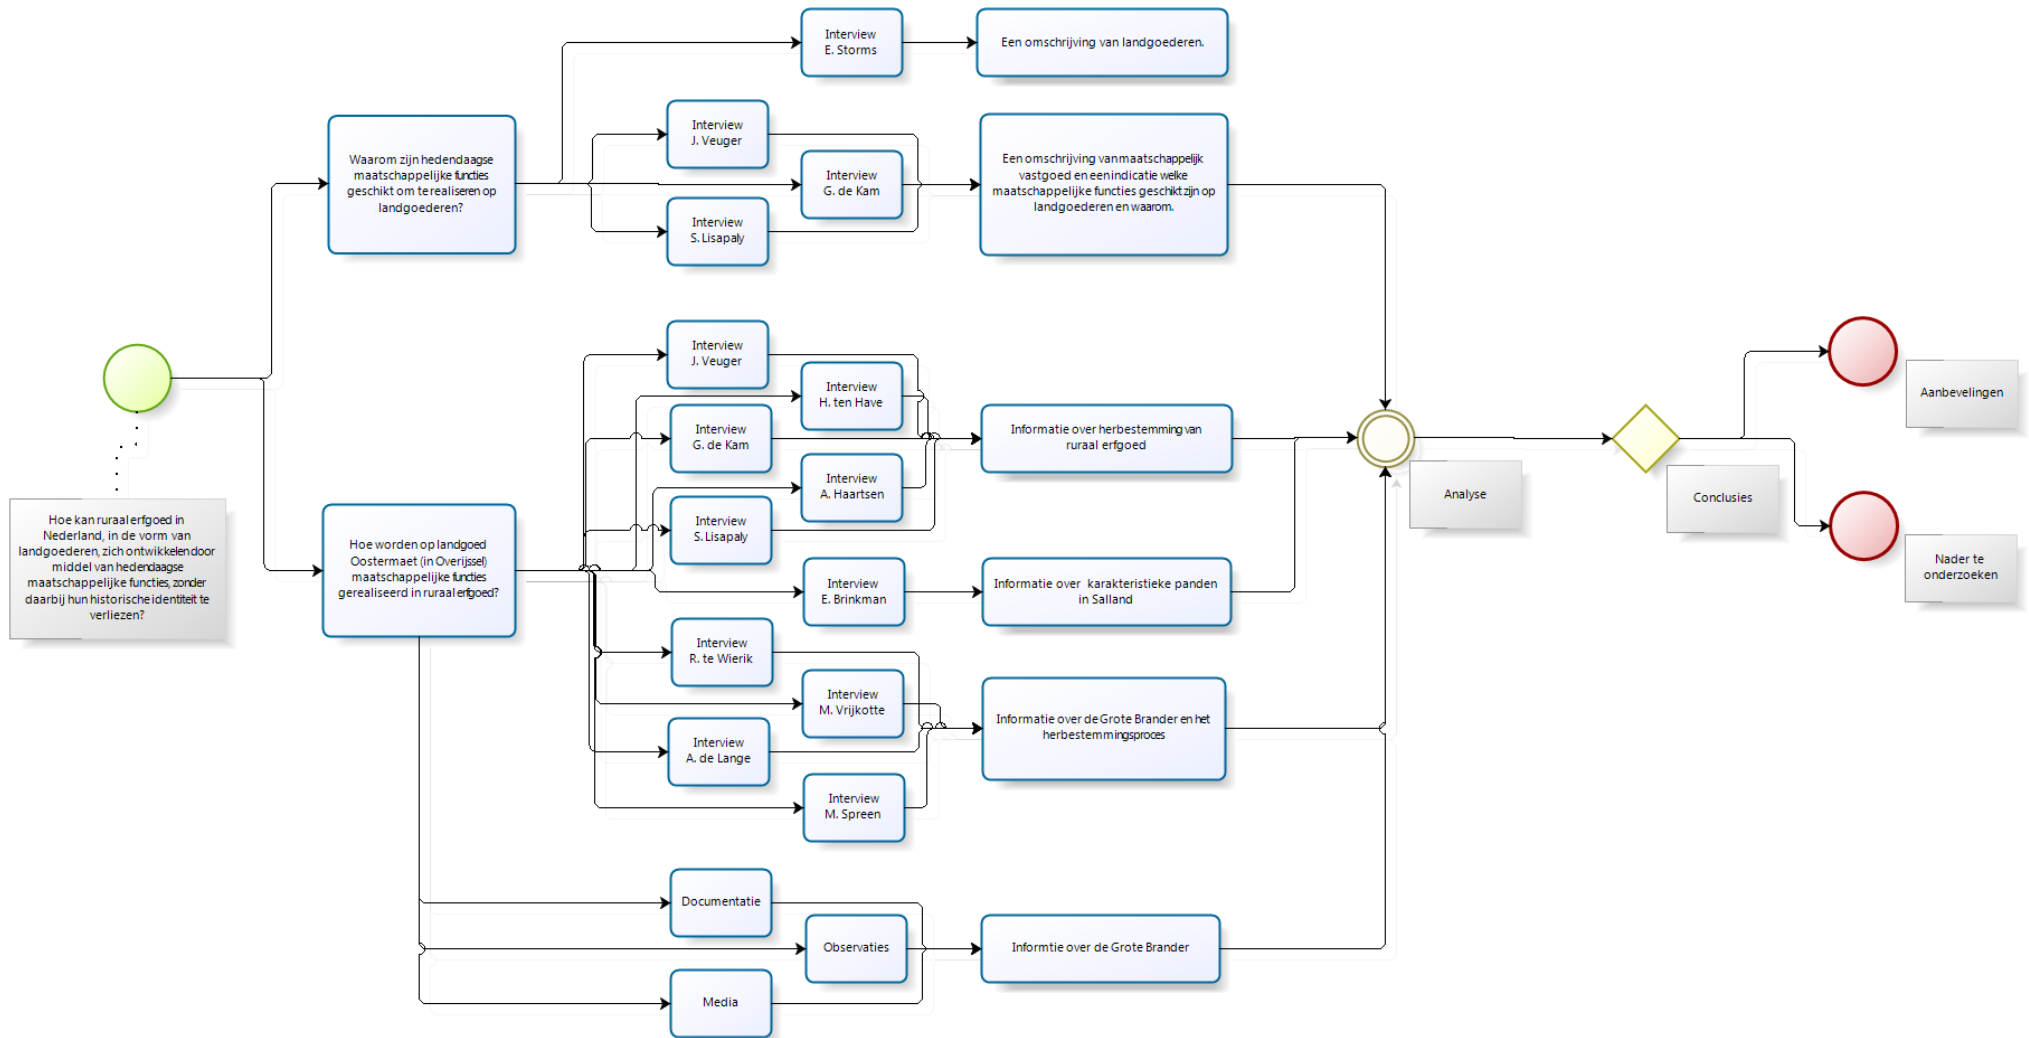 Interview
E. Storms
Een omschrijving van landgoederen.
Interview
J. Veuger
Waarom zijn hedendaagse
maatschappelijke functies
geschikt om te realiseren op
landgoederen?
Interview
G. de Kam
Een omschrijving van maatschappelijk
vastgoed en een indicatie welke
maatschappelijke functies geschikt zijn op
landgoederen en waarom.
Interview
S. Lisapaly
Interview
J. Veuger
Interview
H. ten Have
Interview
G. de Kam
Informatie over herbestemming van
ruraal erfgoed
Interview
A. Haartsen
Interview
S. Lisapaly
Hoe kan ruraal erfgoed in
Nederland, in de vorm van
landgoederen, zich ontwikkelen door
middel van hedendaagse
maatschappelijke functies, zonder
daarbij hun historische identiteit te
verliezen?
Hoe worden op landgoed
Oostermaet (in Overijssel)
maatschappelijke functies
gerealiseerd in ruraal erfgoed?
Interview
E. Brinkman
Informatie over karakteristieke panden
in Salland
Interview
R. te Wierik
Interview
M. Vrijkotte
Informatie over de Grote Brander en het
herbestemmingsproces
Interview
A. de Lange
Interview
M. Spreen
Documentatie
Observaties
Informtie over de Grote Brander
Media
Analyse
Conclusies
Aanbevelingen
Nader te
onderzoeken